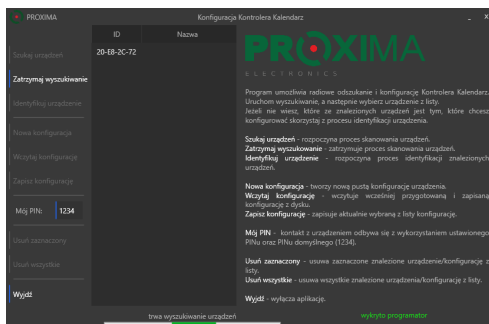 PROXIMA
Konfiguracja Kontrolera Kalendarz
_ X
ID
Nazwa
20-E8-2C-72
Szukaj urządzeń
Zatrzymaj wyszukiwanie
Identyfikuj urządzenie
Nowa konfiguracja
Wczytaj konfigurację
Zapisz konfigurację
Mój PIN: 1234
Usuń zaznaczony
Usuń wszystkie
Wyjdź
PROXIMA
ELECTRONICS
Program umożliwia radiowe odszukanie i konfigurację Kontrolera Kalendarz.
Uruchom wyszukiwanie, a następnie wybierz urządzenie z listy.
Jeżeli nie wiesz, które ze znalezionych urządzeń jest tym, które chcesz
konfigurować skorzystaj z procesu identyfikacji urządzenia.
Szukaj urządzeń - rozpoczyna proces skanowania urządzeń.
Zatrzymaj wyszukowanie - zatrzymuje proces skanowania urządzeń.
Identyfikuj urządzenie - rozpoczyna proces identyfikacji znalezionych
urządzeń.
Nowa konfiguracja - tworzy nową pustą konfigurację urządzenia.
Wczytaj konfigurację - wczytuje wcześniej przygotowaną i zapisaną
konfigurację z dysku.
Zapisz konfigurację - zapisuje aktualnie wybraną z listy konfigurację.
Mój PIN - kontakt z urządzeniem odbywa się z wykorzystaniem ustawionego
PINu oraz PINu domyślnego (1234).
Usuń zaznaczony - usuwa zaznaczone znalezione urządzenie/konfigurację z
listy.
Usuń wszystkie - usuwa wszystkie znalezione urządzenia/konfigurację z listy.
Wyjdź - wyłącza aplikację.
trwa wyszukiwanie urządzeń
wykryto programator